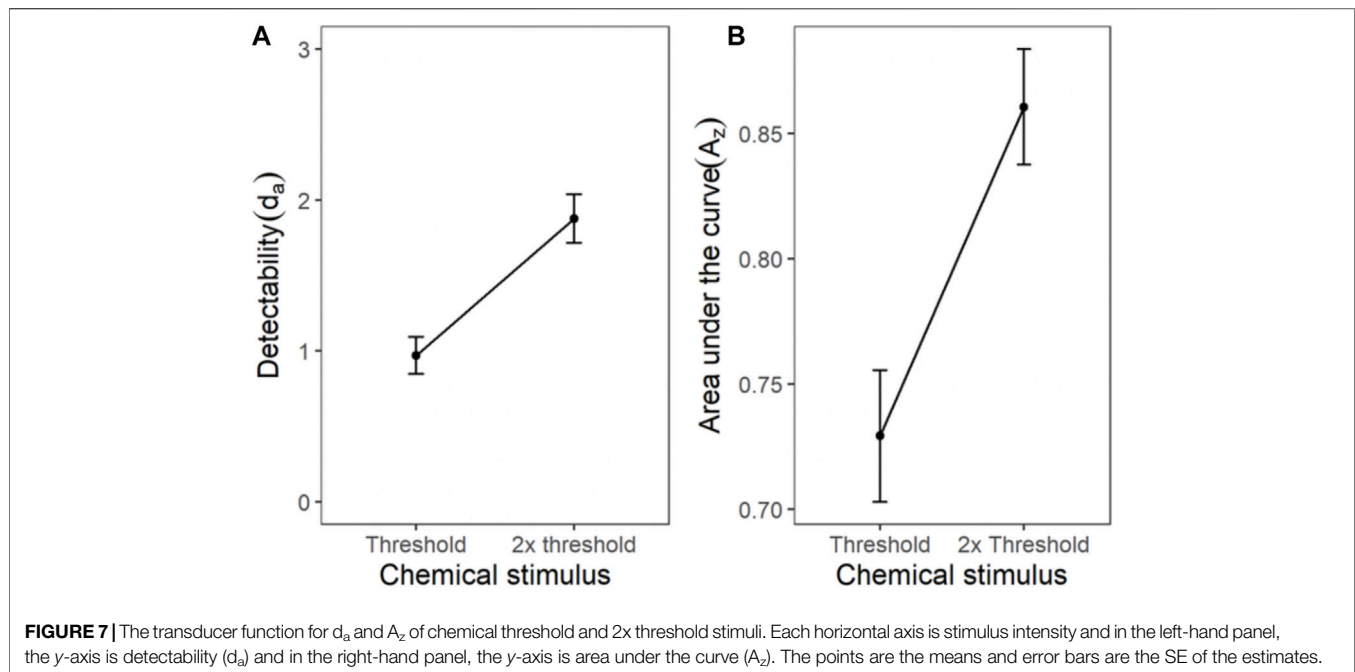 A
B
3
2
1
0
Detectability(da)
Threshold
2x threshold
Chemical stimulus
0.85
0.80
0.75
0.70
Area under the curve(Az)
Threshold
2x Threshold
Chemical stimulus
FIGURE 7 | The transducer function for da and Az of chemical threshold and 2x threshold stimuli. Each horizontal axis is stimulus intensity and in the left-hand panel,
the y-axis is detectability (da) and in the right-hand panel, the y-axis is area under the curve (Az). The points are the means and error bars are the SE of the estimates.